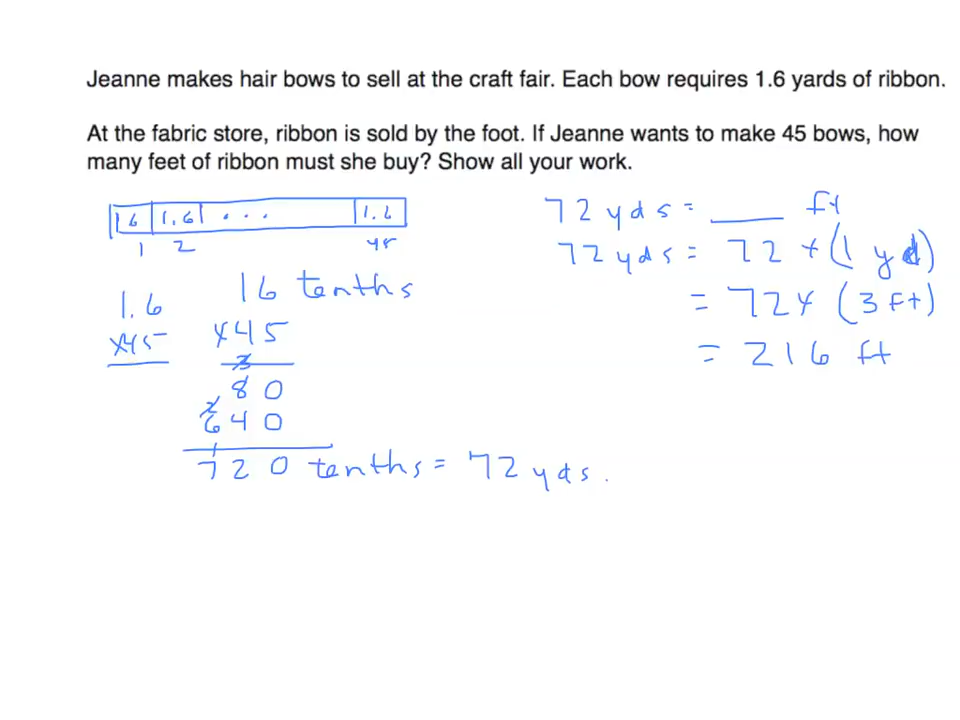 Jeanne makes hair bows to sell at the craft fair. Each bow requires 1.6 yards of ribbon.
At the fabric store, ribbon is sold by the foot. If Jeanne wants to make 45 bows, how
many feet of ribbon must she buy? Show all your work.
1.6 1.6 ... 1.6
1 2 45
1.6
×45
16 tenths
×45
3
80
2
640
1
720 tenths = 72 yds.
72 yds = ____ ft
72 yds = 72 × (1 yd)
= 72 × (3 ft)
= 216 ft